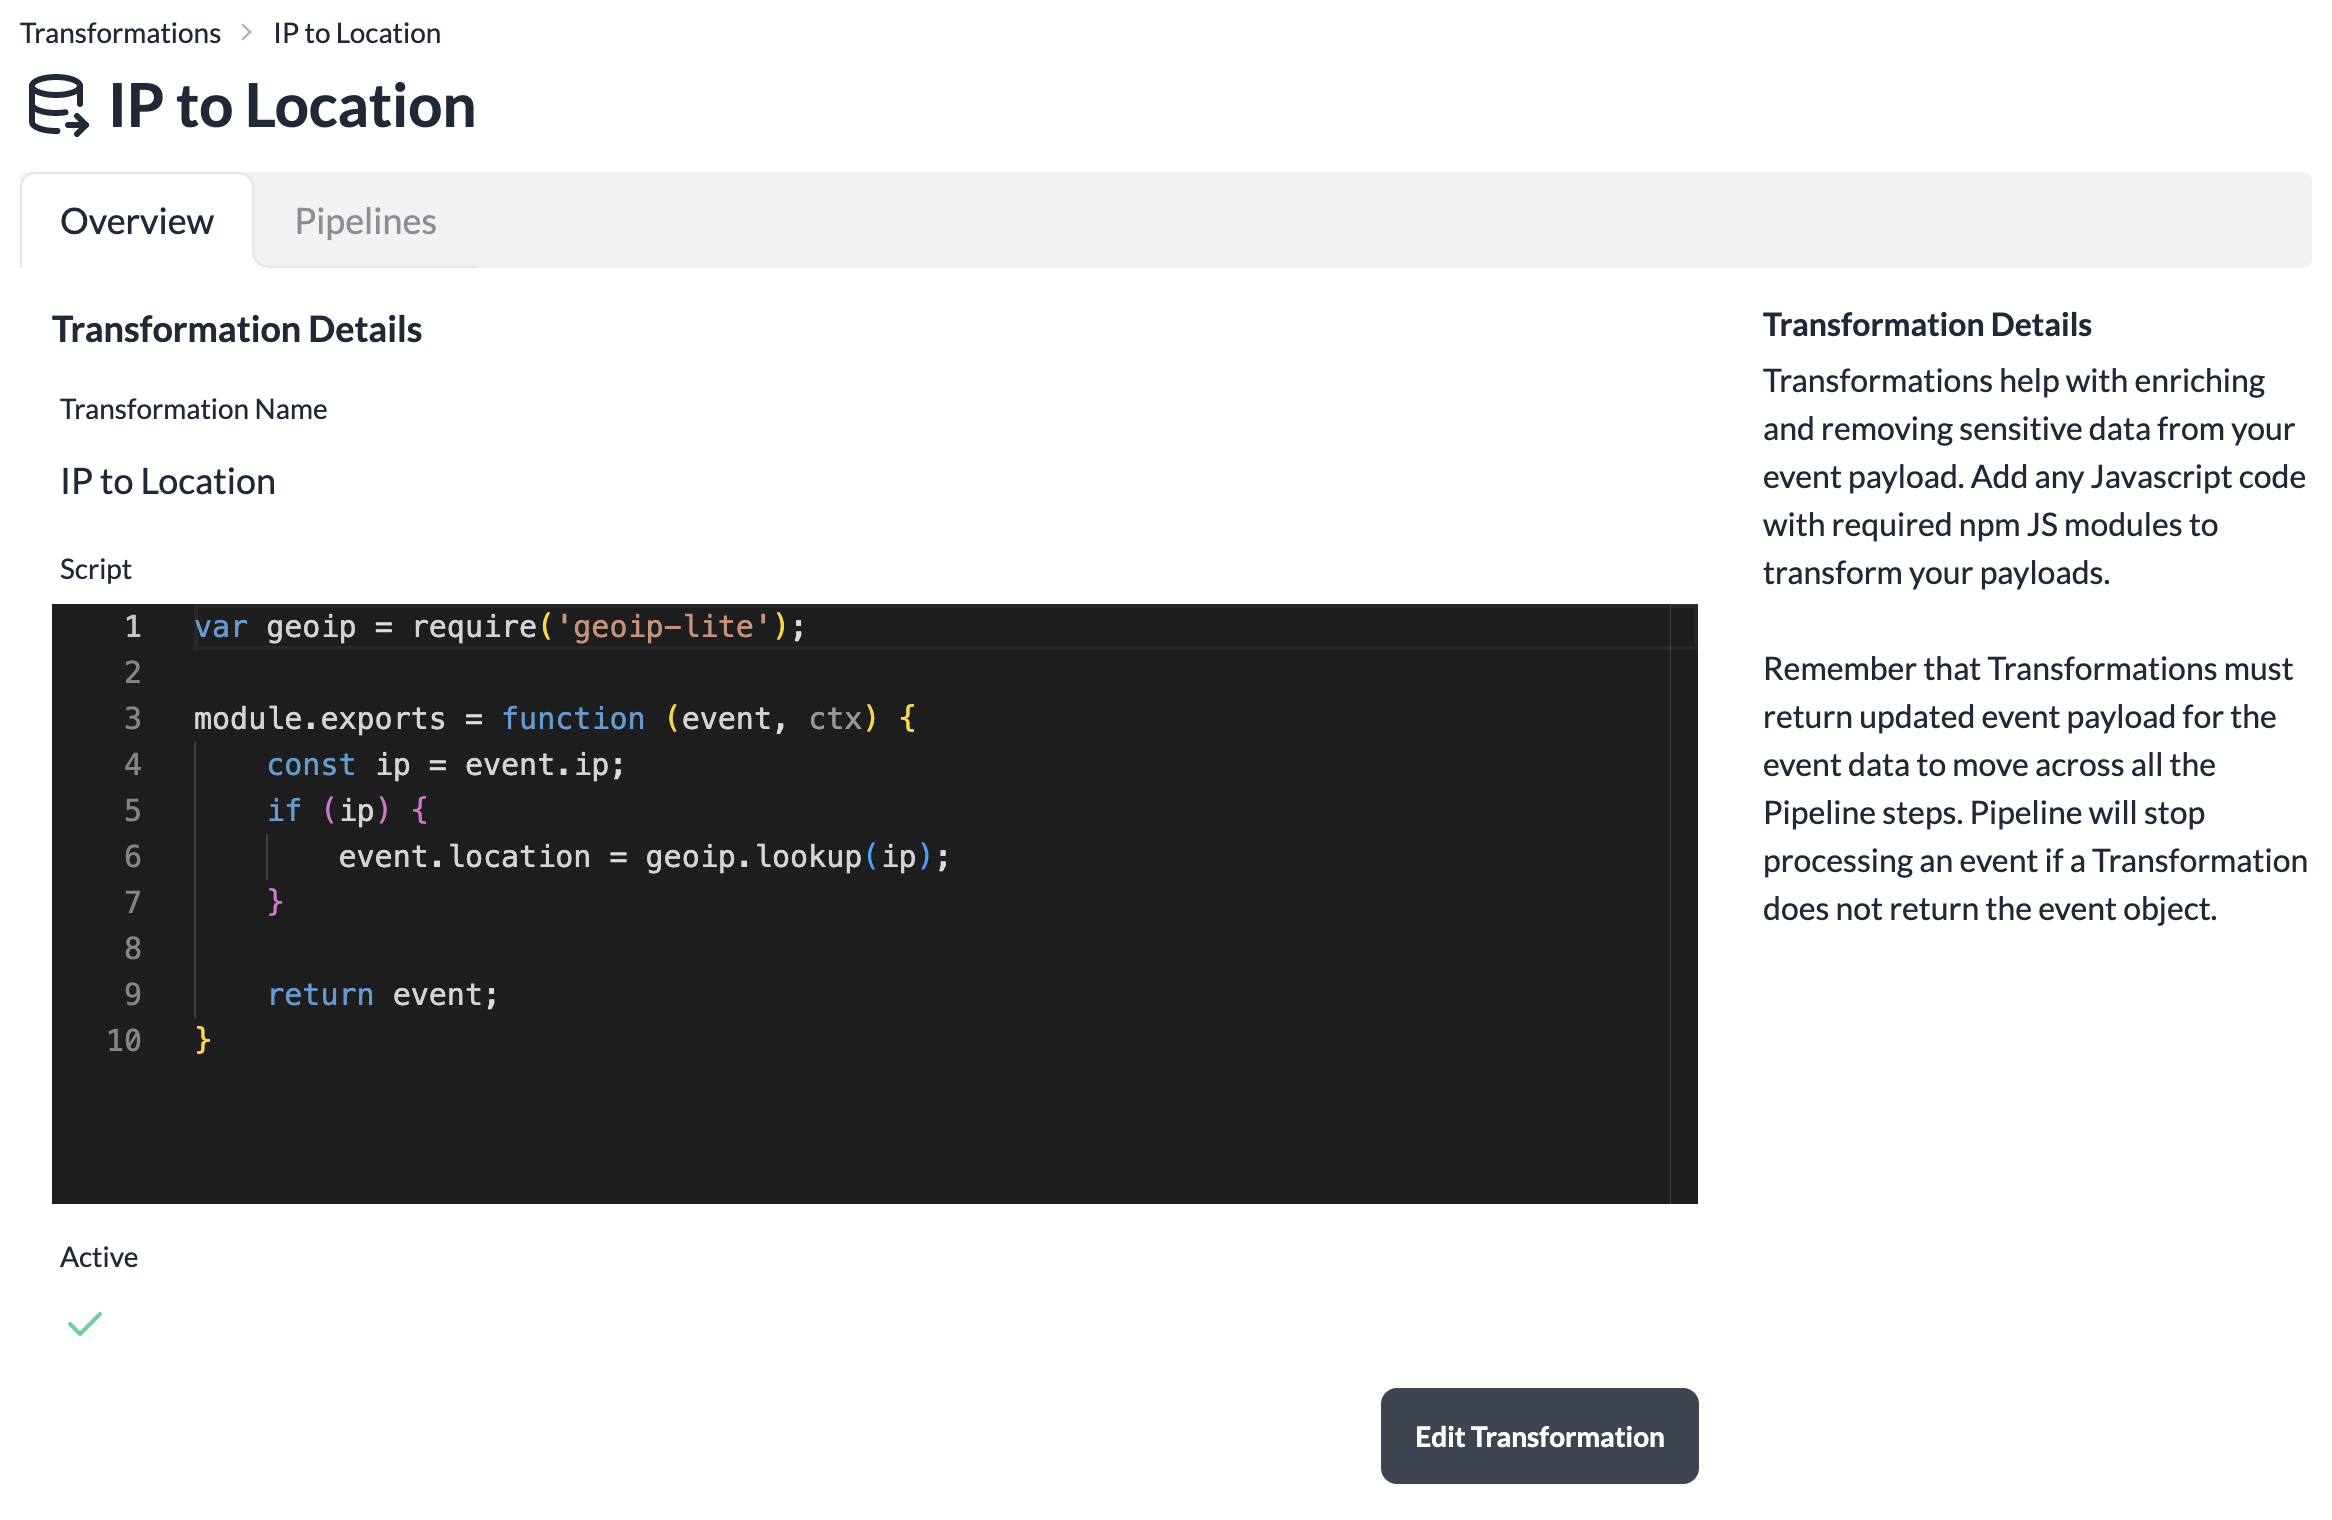 Transformations > IP to Location
IP to Location
Overview Pipelines
Transformation Details
Transformation Name
IP to Location
Script
1 var geoip = require('geoip-lite');
2
3 module.exports = function (event, ctx) {
4     const ip = event.ip;
5     if (ip) {
6         event.location = geoip.lookup(ip);
7     }
8
9     return event;
10 }
Active
Edit Transformation
Transformation Details
Transformations help with enriching
and removing sensitive data from your
event payload. Add any Javascript code
with required npm JS modules to
transform your payloads.
Remember that Transformations must
return updated event payload for the
event data to move across all the
Pipeline steps. Pipeline will stop
processing an event if a Transformation
does not return the event object.